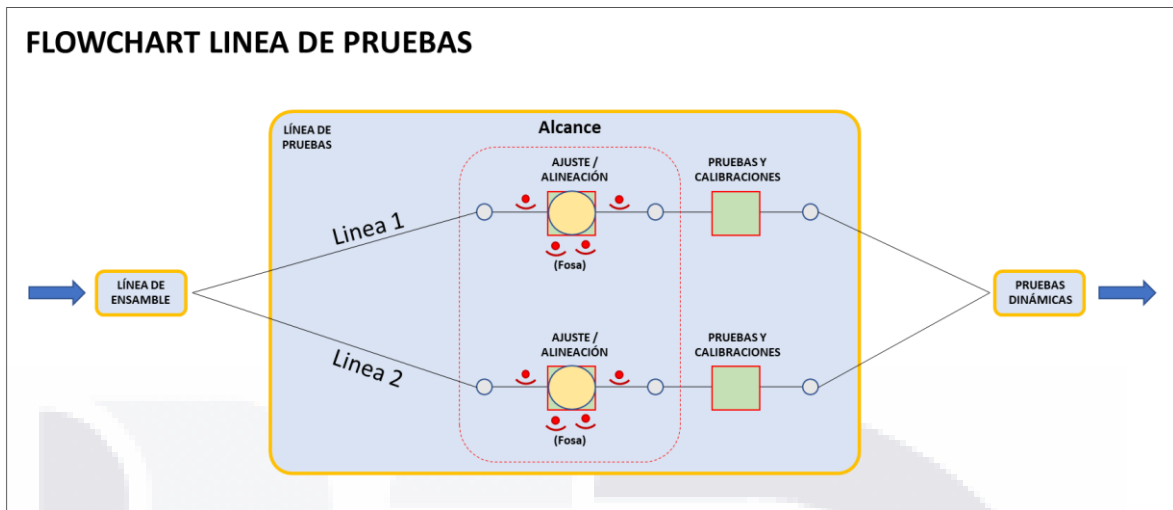 FLOWCHART LINEA DE PRUEBAS
LÍNEA DE
PRUEBAS
Alcance
AJUSTE /
ALINEACIÓN
PRUEBAS Y
CALIBRACIONES
Linea 1
(Fosa)
LÍNEA DE
ENSAMBLE
PRUEBAS
DINÁMICAS
Linea 2
AJUSTE /
ALINEACIÓN
PRUEBAS Y
CALIBRACIONES
(Fosa)